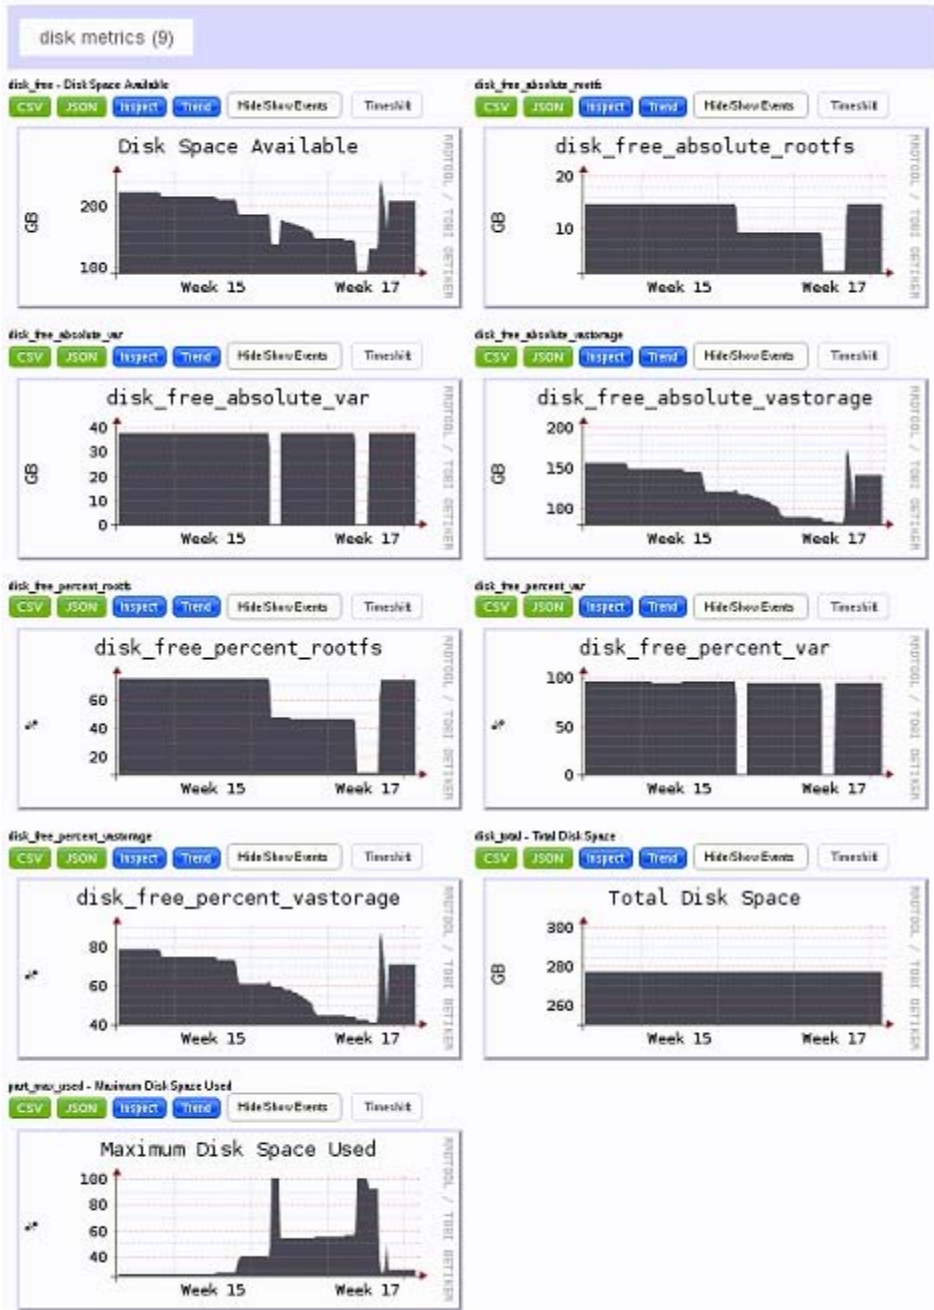 disk metrics (9)
disk_free - Disk Space Available
CSV JSON Inspect Trend Hide/Show Events Timeshift
Disk Space Available
GB
200
100
Week 15 Week 17
RRDTOOL / TOBI OETIKER
disk_free_absolute_rootfs
CSV JSON Inspect Trend Hide/Show Events Timeshift
disk_free_absolute_rootfs
GB
20
10
Week 15 Week 17
RRDTOOL / TOBI OETIKER
disk_free_absolute_var
CSV JSON Inspect Trend Hide/Show Events Timeshift
disk_free_absolute_var
GB
40
30
20
10
0
Week 15 Week 17
RRDTOOL / TOBI OETIKER
disk_free_absolute_vastorage
CSV JSON Inspect Trend Hide/Show Events Timeshift
disk_free_absolute_vastorage
GB
200
150
100
Week 15 Week 17
RRDTOOL / TOBI OETIKER
disk_free_percent_rootfs
CSV JSON Inspect Trend Hide/Show Events Timeshift
disk_free_percent_rootfs
%
60
40
20
Week 15 Week 17
RRDTOOL / TOBI OETIKER
disk_free_percent_var
CSV JSON Inspect Trend Hide/Show Events Timeshift
disk_free_percent_var
%
100
50
0
Week 15 Week 17
RRDTOOL / TOBI OETIKER
disk_free_percent_vastorage
CSV JSON Inspect Trend Hide/Show Events Timeshift
disk_free_percent_vastorage
%
80
60
40
Week 15 Week 17
RRDTOOL / TOBI OETIKER
disk_total - Total Disk Space
CSV JSON Inspect Trend Hide/Show Events Timeshift
Total Disk Space
GB
300
280
260
Week 15 Week 17
RRDTOOL / TOBI OETIKER
part_max_used - Maximum Disk Space Used
CSV JSON Inspect Trend Hide/Show Events Timeshift
Maximum Disk Space Used
%
100
80
60
40
Week 15 Week 17
RRDTOOL / TOBI OETIKER